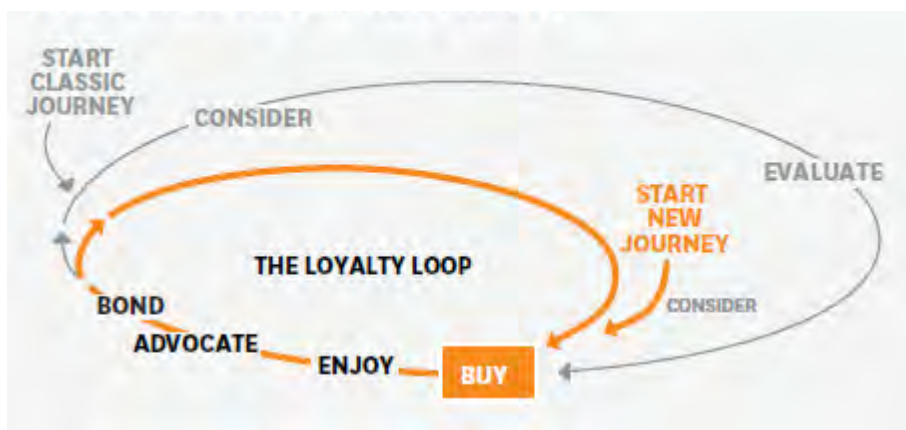 START
CLASSIC
JOURNEY
CONSIDER
EVALUATE
START
NEW
JOURNEY
THE LOYALTY LOOP
CONSIDER
BOND
ADVOCATE
ENJOY
BUY